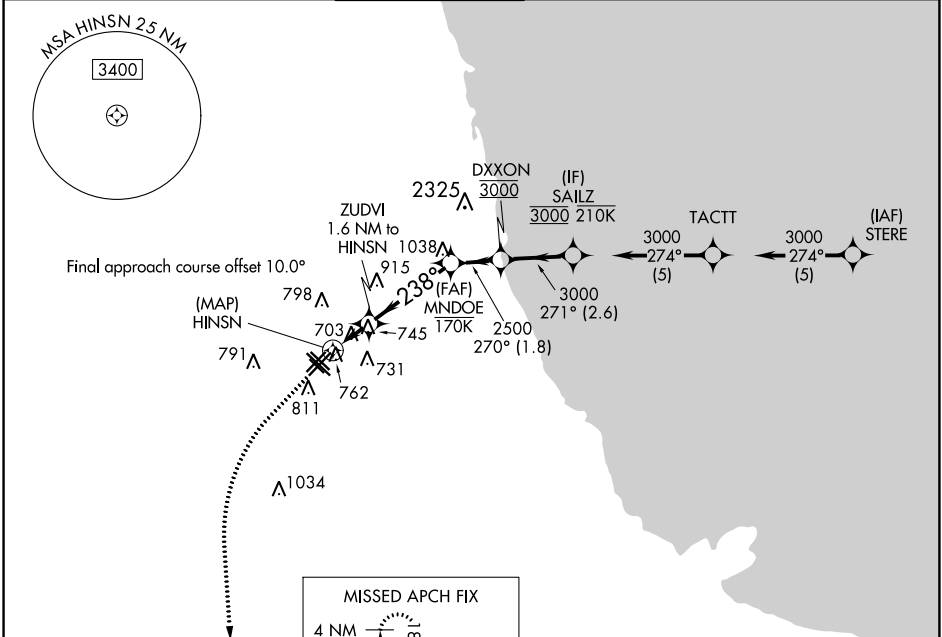 MSA HINSN 25 NM
3400
DXXON
3000
(IF)
SAILZ
3000 210K
TACTT
(IAF)
STERE
3000
274°
(5)
3000
274°
(5)
2325
ZUDVI
1.6 NM to
HINSN
1038
915
Final approach course offset 10.0°
238°
(FAF)
MNDOE
170K
3000
271° (2.6)
2500
270° (1.8)
798
(MAP)
HINSN
703
745
791
731
762
811
1034
MISSED APCH FIX
4 NM